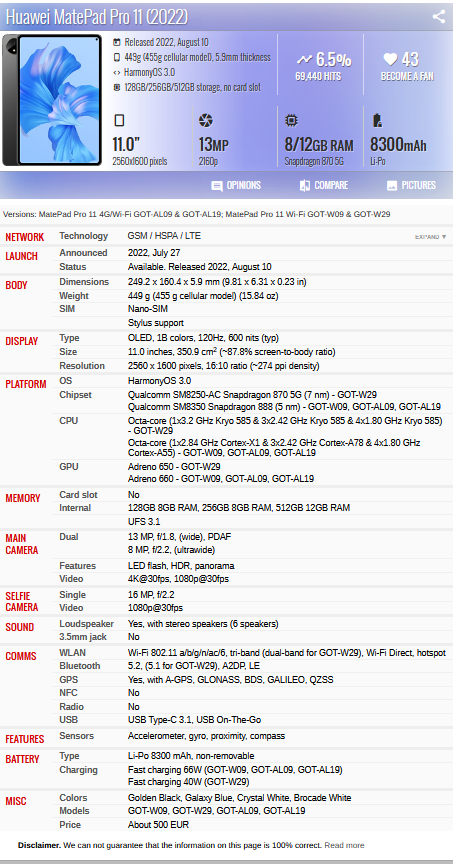 Huawei MatePad Pro 11 (2022)
Released 2022, August 10
449g (455g cellular model), 5.9mm thickness
HarmonyOS 3.0
128GB/256GB/512GB storage, no card slot
6.5%
69,440 HITS
43
BECOME A FAN
11.0"
2560x1600 pixels
13MP
2160p
8/12GB RAM
Snapdragon 870 5G
8300mAh
Li-Po
OPINIONS
COMPARE
PICTURES
Versions: MatePad Pro 11 4G/Wi-Fi GOT-AL09 & GOT-AL19; MatePad Pro 11 Wi-Fi GOT-W09 & GOT-W29
NETWORK Technology GSM / HSPA / LTE EXPAND ▼
LAUNCH Announced 2022, July 27
Status Available. Released 2022, August 10
BODY Dimensions 249.2 x 160.4 x 5.9 mm (9.81 x 6.31 x 0.23 in)
Weight 449 g (455 g cellular model) (15.84 oz)
SIM Nano-SIM
Stylus support
DISPLAY Type OLED, 1B colors, 120Hz, 600 nits (typ)
Size 11.0 inches, 350.9 cm² (~87.8% screen-to-body ratio)
Resolution 2560 x 1600 pixels, 16:10 ratio (~274 ppi density)
PLATFORM OS HarmonyOS 3.0
Chipset Qualcomm SM8250-AC Snapdragon 870 5G (7 nm) - GOT-W29
Qualcomm SM8350 Snapdragon 888 (5 nm) - GOT-W09, GOT-AL09, GOT-AL19
CPU Octa-core (1x3.2 GHz Kryo 585 & 3x2.42 GHz Kryo 585 & 4x1.80 GHz Kryo 585)
- GOT-W29
Octa-core (1x2.84 GHz Cortex-X1 & 3x2.42 GHz Cortex-A78 & 4x1.80 GHz
Cortex-A55) - GOT-W09, GOT-AL09, GOT-AL19
GPU Adreno 650 - GOT-W29
Adreno 660 - GOT-W09, GOT-AL09, GOT-AL19
MEMORY Card slot No
Internal 128GB 8GB RAM, 256GB 8GB RAM, 512GB 12GB RAM
UFS 3.1
MAIN CAMERA Dual 13 MP, f/1.8, (wide), PDAF
8 MP, f/2.2, (ultrawide)
Features LED flash, HDR, panorama
Video 4K@30fps, 1080p@30fps
SELFIE CAMERA Single 16 MP, f/2.2
Video 1080p@30fps
SOUND Loudspeaker Yes, with stereo speakers (6 speakers)
3.5mm jack No
COMMS WLAN Wi-Fi 802.11 a/b/g/n/ac/6, tri-band (dual-band for GOT-W29), Wi-Fi Direct, hotspot
Bluetooth 5.2, (5.1 for GOT-W29), A2DP, LE
GPS Yes, with A-GPS, GLONASS, BDS, GALILEO, QZSS
NFC No
Radio No
USB USB Type-C 3.1, USB On-The-Go
FEATURES Sensors Accelerometer, gyro, proximity, compass
BATTERY Type Li-Po 8300 mAh, non-removable
Charging Fast charging 66W (GOT-W09, GOT-AL09, GOT-AL19)
Fast charging 40W (GOT-W29)
MISC Colors Golden Black, Galaxy Blue, Crystal White, Brocade White
Models GOT-W09, GOT-W29, GOT-AL09, GOT-AL19
Price About 500 EUR
Disclaimer. We can not guarantee that the information on this page is 100% correct. Read more